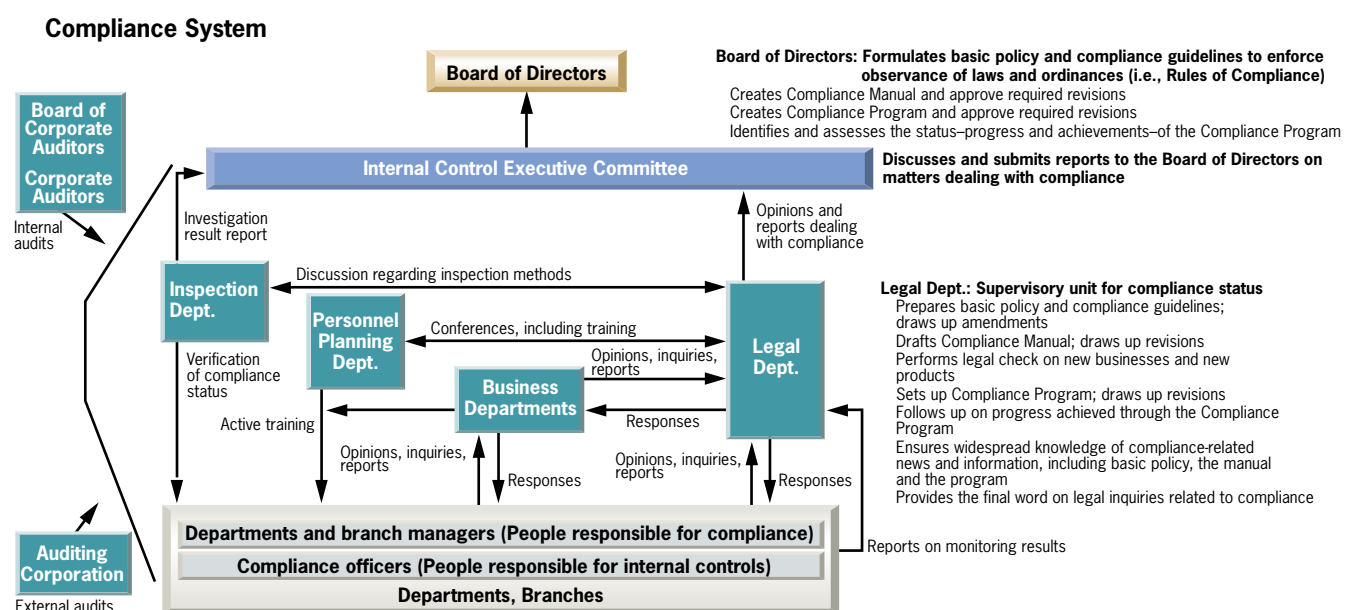 Compliance System
Board of Directors
Board of Directors: Formulates basic policy and compliance guidelines to enforce
observance of laws and ordinances (i.e., Rules of Compliance)
Creates Compliance Manual and approve required revisions
Creates Compliance Program and approve required revisions
Identifies and assesses the status–progress and achievements–of the Compliance Program
Board of
Corporate
Auditors
Corporate
Auditors
Internal
audits
Internal Control Executive Committee
Discusses and submits reports to the Board of Directors on
matters dealing with compliance
Investigation
result report
Opinions and
reports dealing
with compliance
Inspection
Dept.
Discussion regarding inspection methods
Personnel
Planning
Dept.
Conferences, including training
Legal
Dept.
Legal Dept.: Supervisory unit for compliance status
Prepares basic policy and compliance guidelines;
draws up amendments
Drafts Compliance Manual; draws up revisions
Performs legal check on new businesses and new
products
Sets up Compliance Program; draws up revisions
Follows up on progress achieved through the Compliance
Program
Ensures widespread knowledge of compliance-related
news and information, including basic policy, the manual
and the program
Provides the final word on legal inquiries related to compliance
Verification
of compliance
status
Opinions, inquiries,
reports
Business
Departments
Active training
Responses
Opinions, inquiries,
reports
Responses
Opinions, inquiries,
reports
Responses
Departments and branch managers (People responsible for compliance)
Compliance officers (People responsible for internal controls)
Departments, Branches
Reports on monitoring results
Auditing
Corporation
External audits